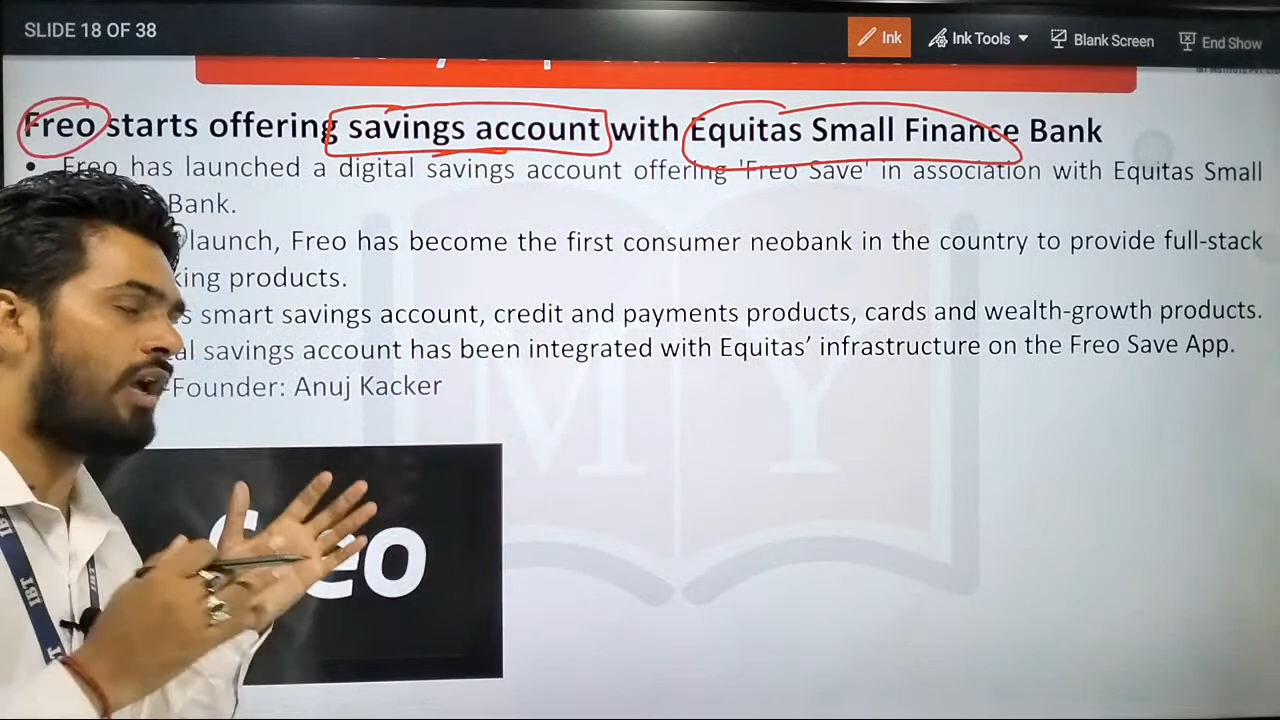 SLIDE 18 OF 38
Ink
Ink Tools
Blank Screen
End Show
Freo starts offering savings account with Equitas Small Finance Bank
• Freo has launched a digital savings account offering 'Freo Save' in association with Equitas Small
Bank.
launch, Freo has become the first consumer neobank in the country to provide full-stack
king products.
s smart savings account, credit and payments products, cards and wealth-growth products.
al savings account has been integrated with Equitas’ infrastructure on the Freo Save App.
-Founder: Anuj Kacker
M Y
eo
IBT
IBT